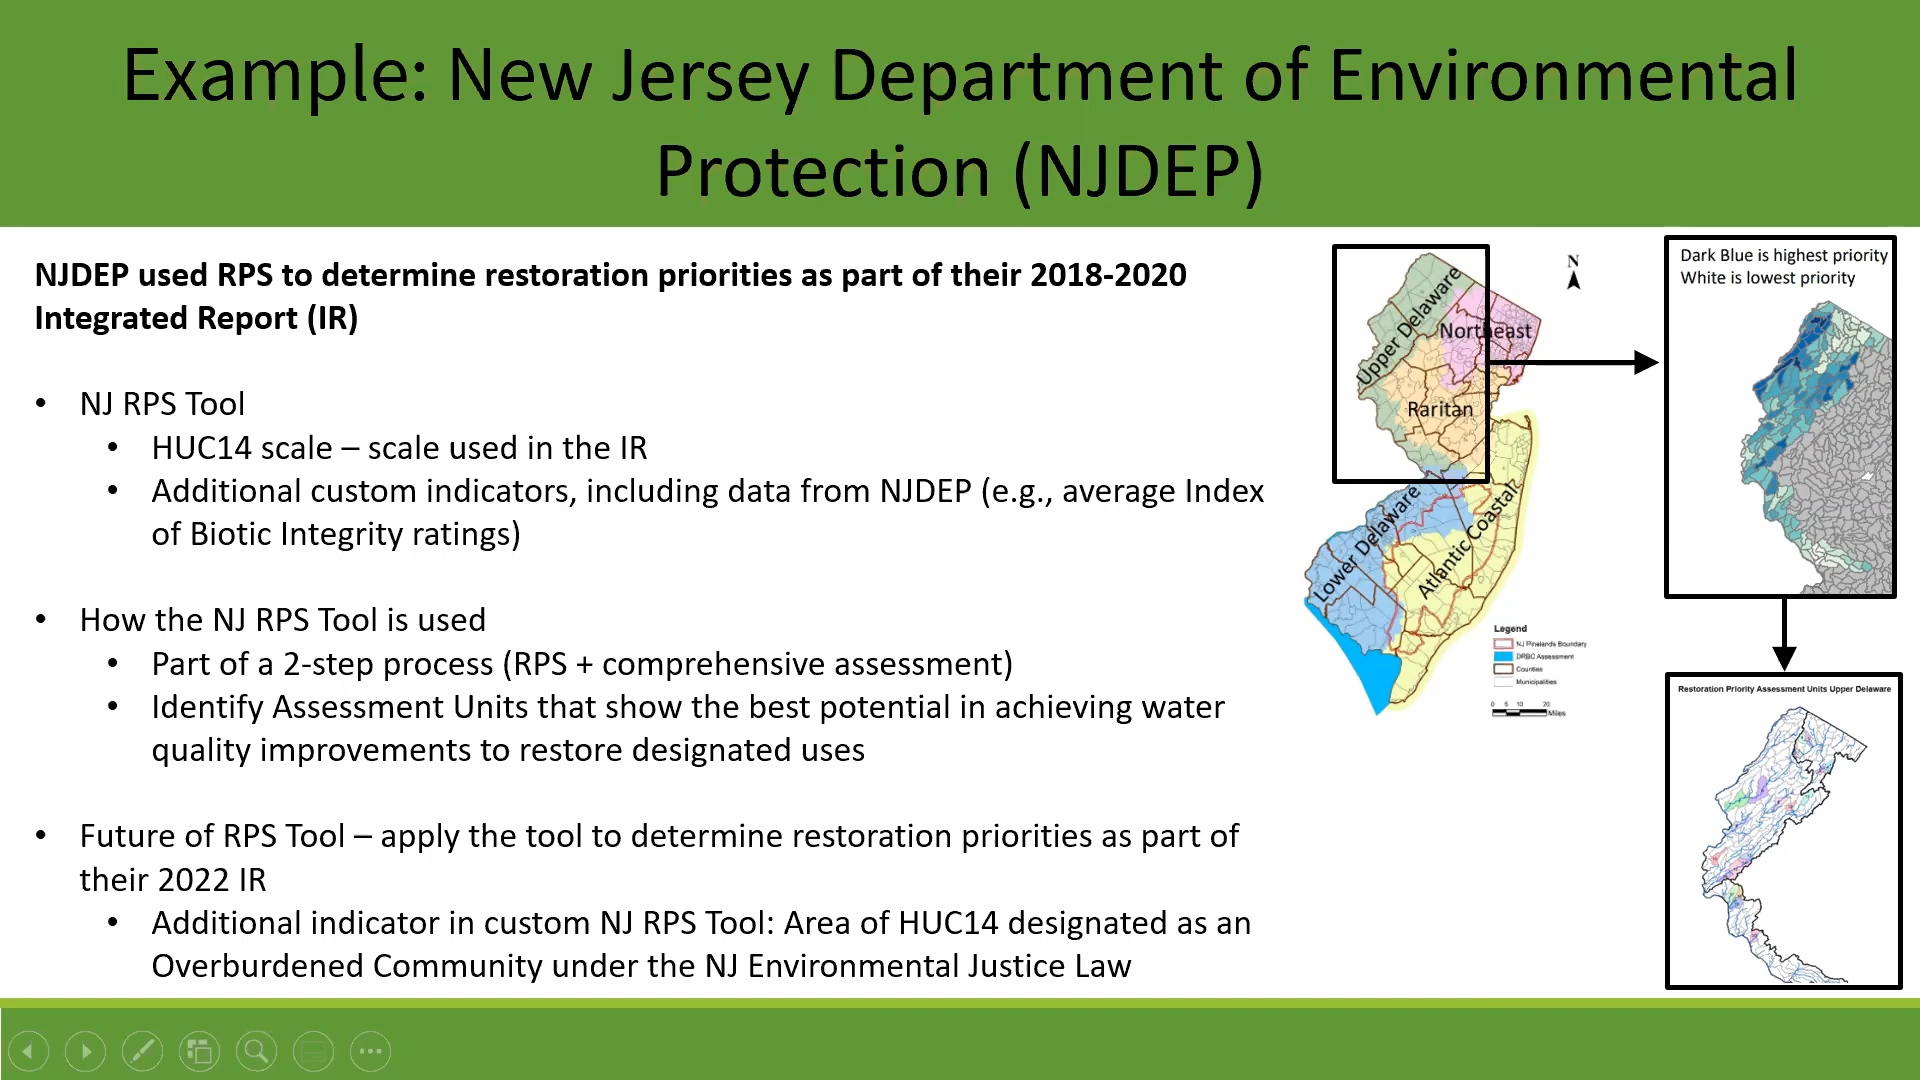 Example: New Jersey Department of Environmental
Protection (NJDEP)
NJDEP used RPS to determine restoration priorities as part of their 2018-2020
Integrated Report (IR)
• NJ RPS Tool
• HUC14 scale – scale used in the IR
• Additional custom indicators, including data from NJDEP (e.g., average Index
of Biotic Integrity ratings)
• How the NJ RPS Tool is used
• Part of a 2-step process (RPS + comprehensive assessment)
• Identify Assessment Units that show the best potential in achieving water
quality improvements to restore designated uses
• Future of RPS Tool – apply the tool to determine restoration priorities as part of
their 2022 IR
• Additional indicator in custom NJ RPS Tool: Area of HUC14 designated as an
Overburdened Community under the NJ Environmental Justice Law
N
Upper Delaware
Northeast
Raritan
Lower Delaware
Atlantic Coastal
Legend
NJ Pinelands Boundary
DRBC Assessment
Counties
Municipalities
0 5 10 20
Miles
Dark Blue is highest priority
White is lowest priority
Restoration Priority Assessment Units Upper Delaware